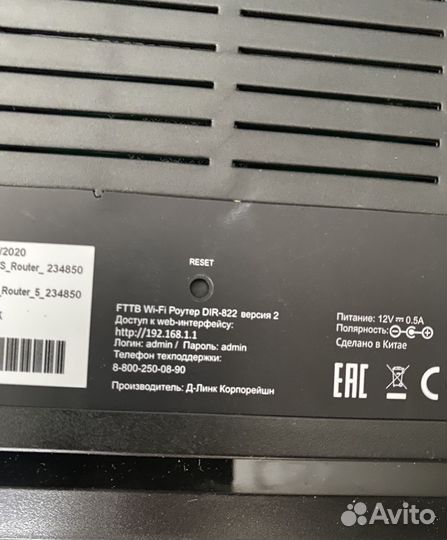 /2020
S_Router_ 234850
_Router_5_234850
RESET
FTTB Wi-Fi Роутер DIR-822 версия 2
Доступ к web-интерфейсу:
http://192.168.1.1
Логин: admin / Пароль: admin
Телефон техподдержки:
8-800-250-08-90
Производитель: Д-Линк Корпорейшн
Питание: 12V 0.5A
Полярность:
Сделано в Китае
EAC
CE
Avito